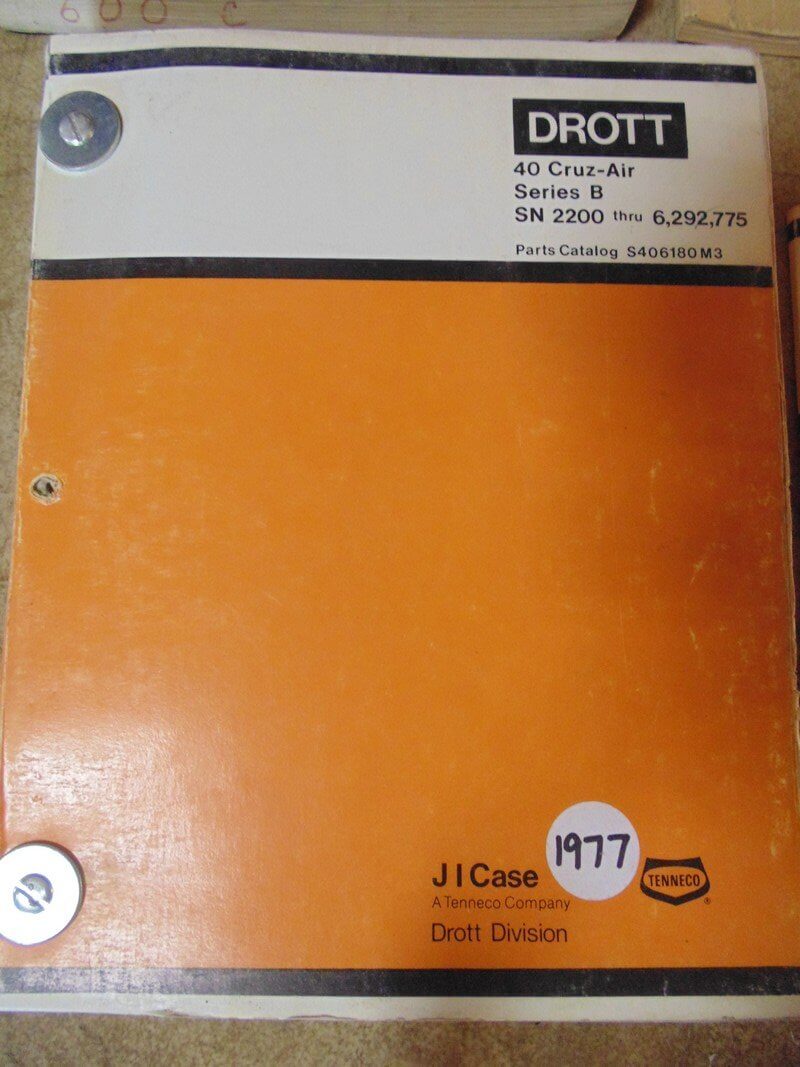 600 C
DROTT
40 Cruz-Air
Series B
SN 2200 thru 6,292,775
Parts Catalog S406180M3
1977
J I Case
TENNECO
A Tenneco Company
Drott Division